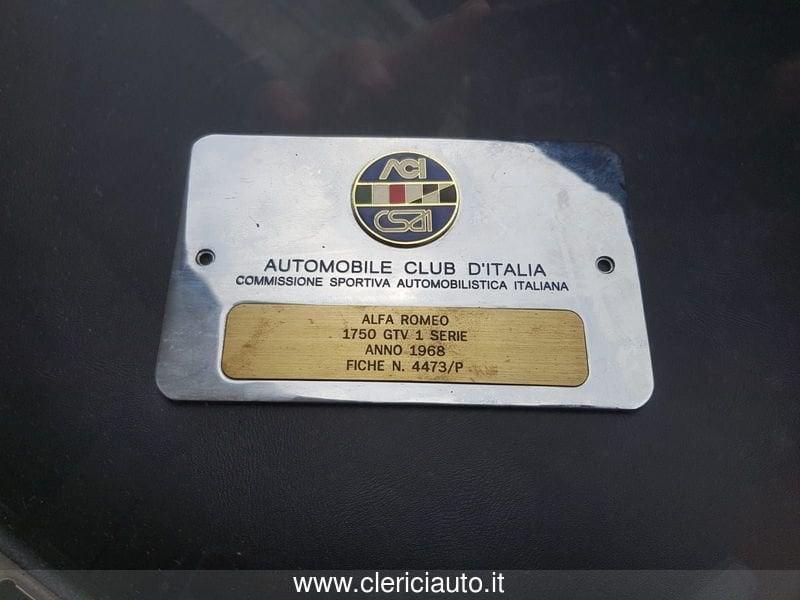 ACI
CSAI
AUTOMOBILE CLUB D'ITALIA
COMMISSIONE SPORTIVA AUTOMOBILISTICA ITALIANA
ALFA ROMEO
1750 GTV 1 SERIE
ANNO 1968
FICHE N. 4473/P
www.clericiauto.it